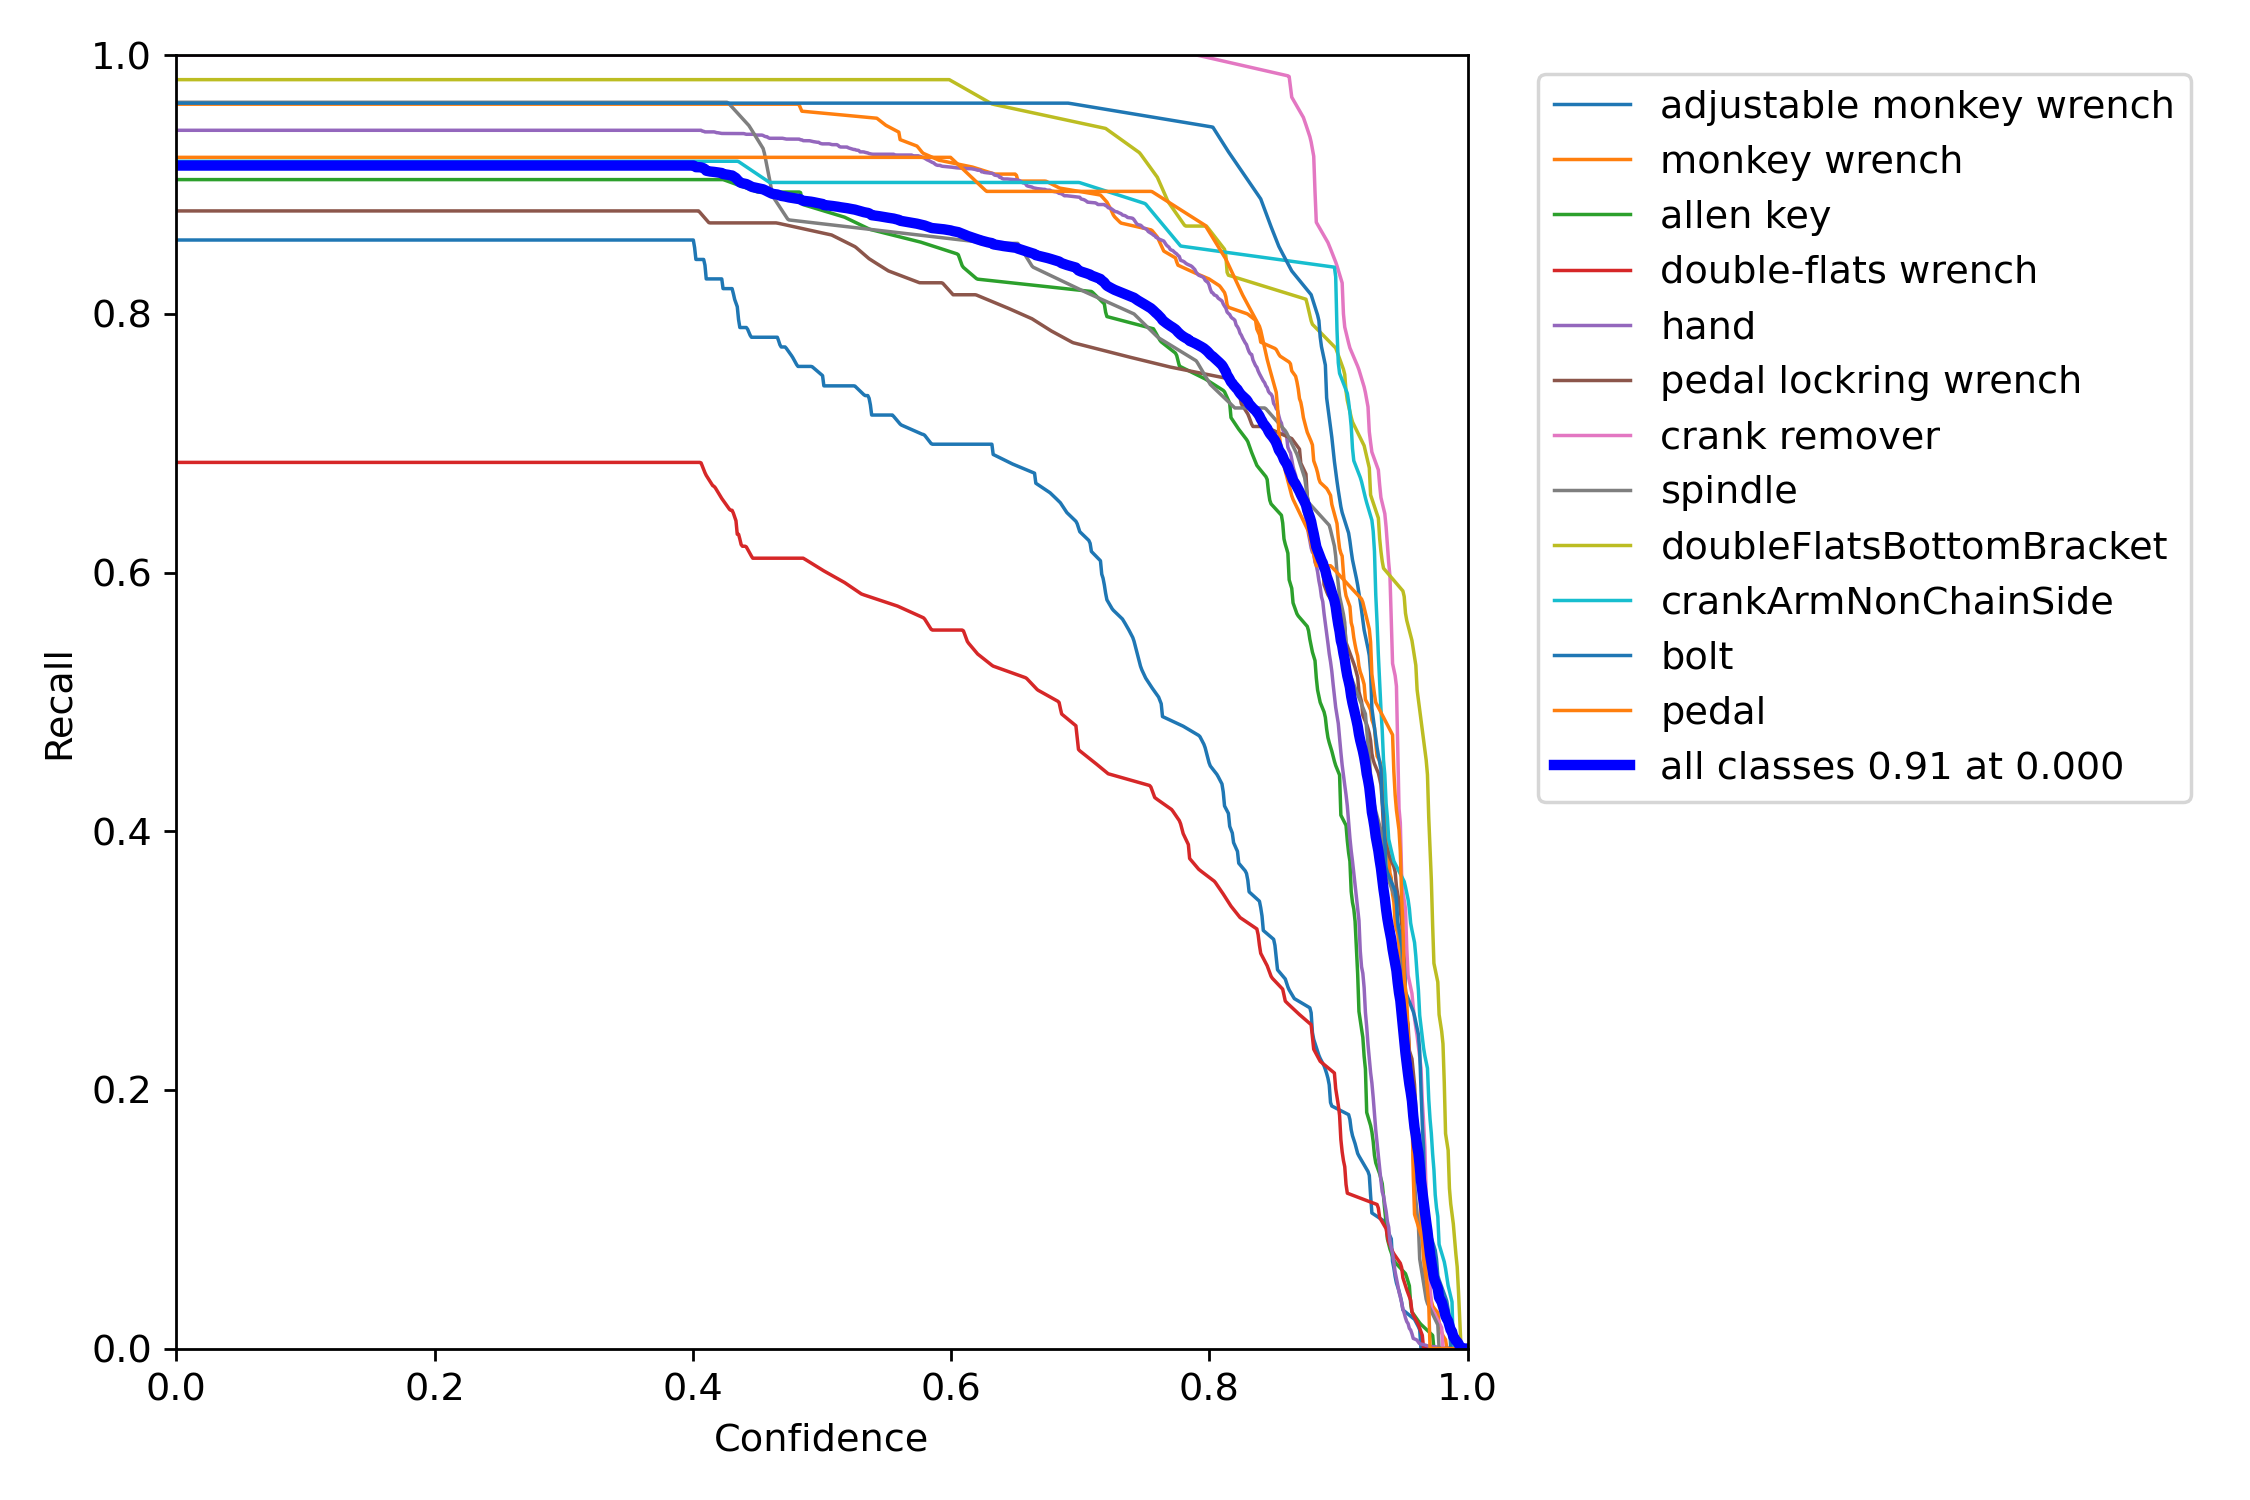 1.0
0.8
0.6
0.4
0.2
0.0
0.0 0.2 0.4 0.6 0.8 1.0
Recall
Confidence
adjustable monkey wrench
monkey wrench
allen key
double-flats wrench
hand
pedal lockring wrench
crank remover
spindle
doubleFlatsBottomBracket
crankArmNonChainSide
bolt
pedal
all classes 0.91 at 0.000